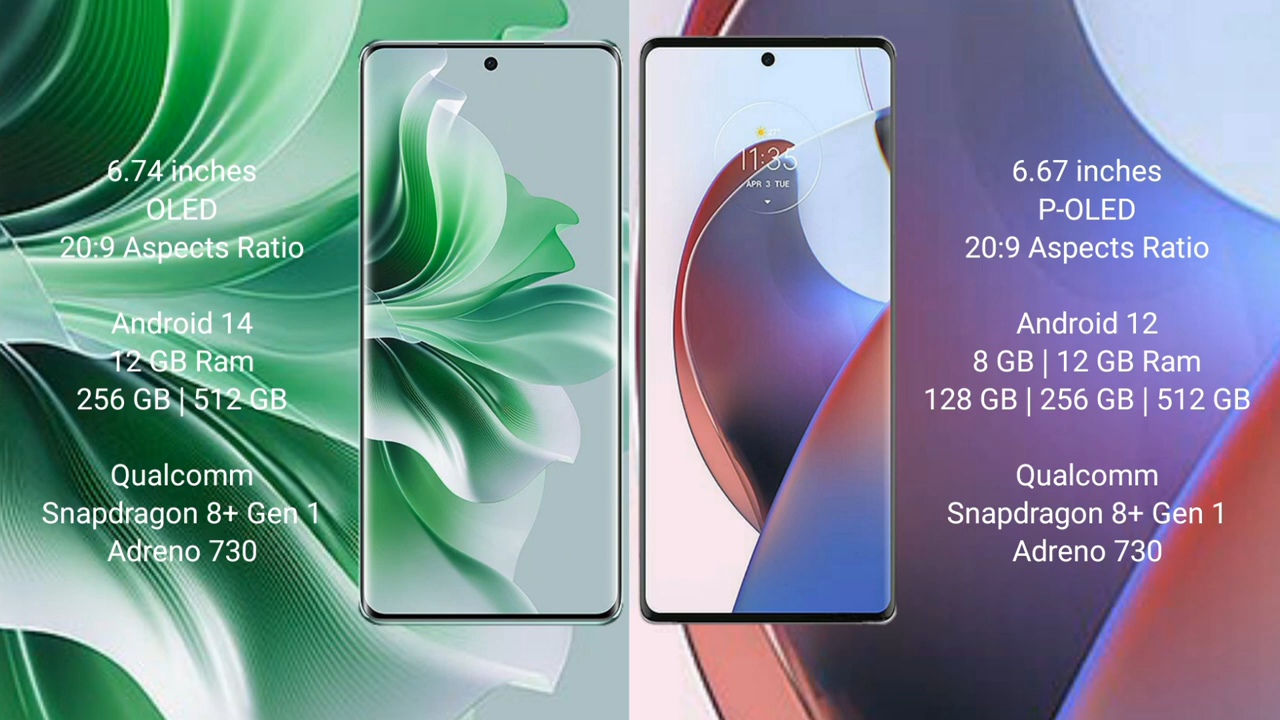 6.74 inches
OLED
20:9 Aspects Ratio
Android 14
12 GB Ram
256 GB | 512 GB
Qualcomm
Snapdragon 8+ Gen 1
Adreno 730
27°
11:35
APR 3 TUE
6.67 inches
P-OLED
20:9 Aspects Ratio
Android 12
8 GB | 12 GB Ram
128 GB | 256 GB | 512 GB
Qualcomm
Snapdragon 8+ Gen 1
Adreno 730